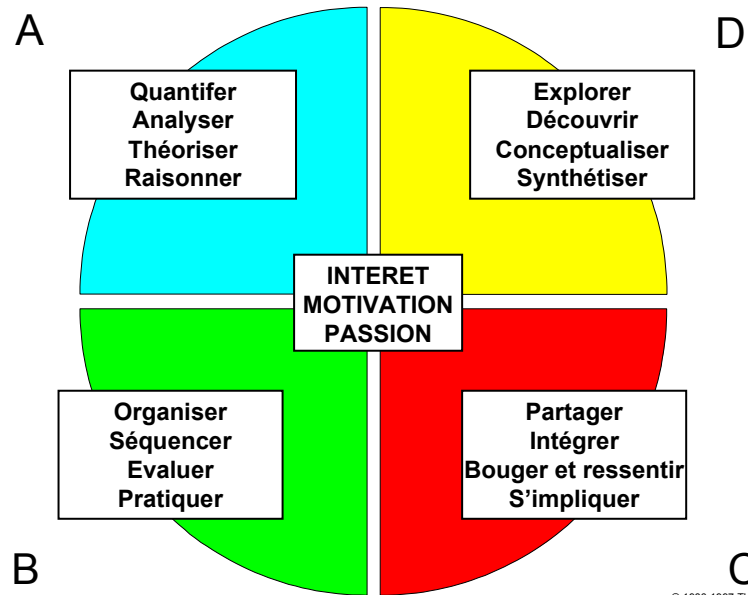 A
D
Quantifer
Analyser
Théoriser
Raisonner
Explorer
Découvrir
Conceptualiser
Synthétiser
INTERET
MOTIVATION
PASSION
Organiser
Séquencer
Evaluer
Pratiquer
Partager
Intégrer
Bouger et ressentir
S’impliquer
B
C